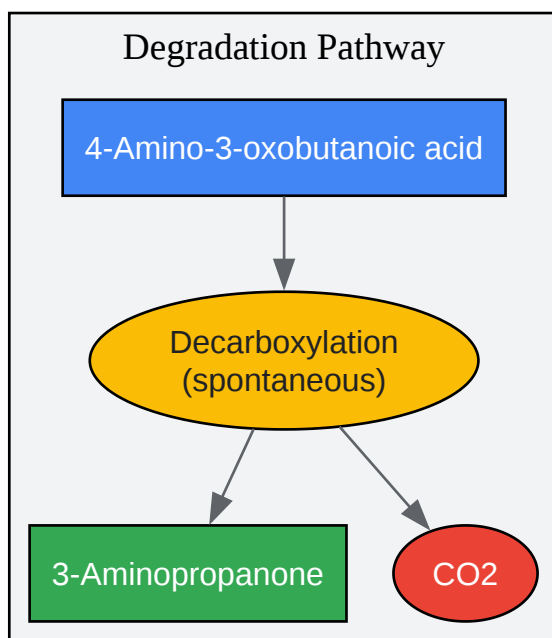 Degradation Pathway
4-Amino-3-oxobutanoic acid
Decarboxylation
(spontaneous)
3-Aminopropanone
CO2